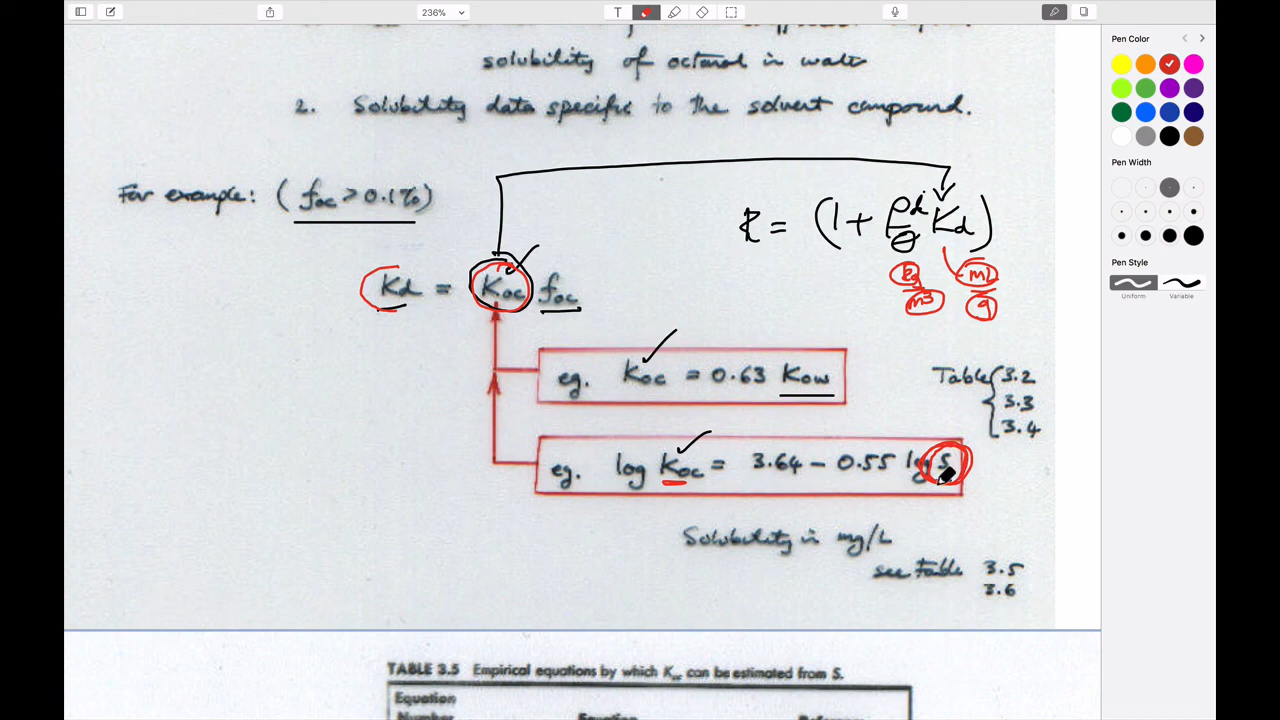 236%
T
Pen Color
solubility of octanol in water
2. Solubility data specific to the solvent compound.
Pen Width
For example: (foc > 0.1%)
R = (1 + ρd/θ Kd)
Pen Style
kg/m3 ml/g
Uniform Variable
Kd = Koc foc
eg. Koc = 0.63 Kow
Table { 3.2
3.3
3.4
eg. log Koc = 3.64 – 0.55 log S
Solubility in mg/L
see Table 3.5
3.6
TABLE 3.5 Empirical equations by which Koc can be estimated from S.
Equation
Number Equation Reference